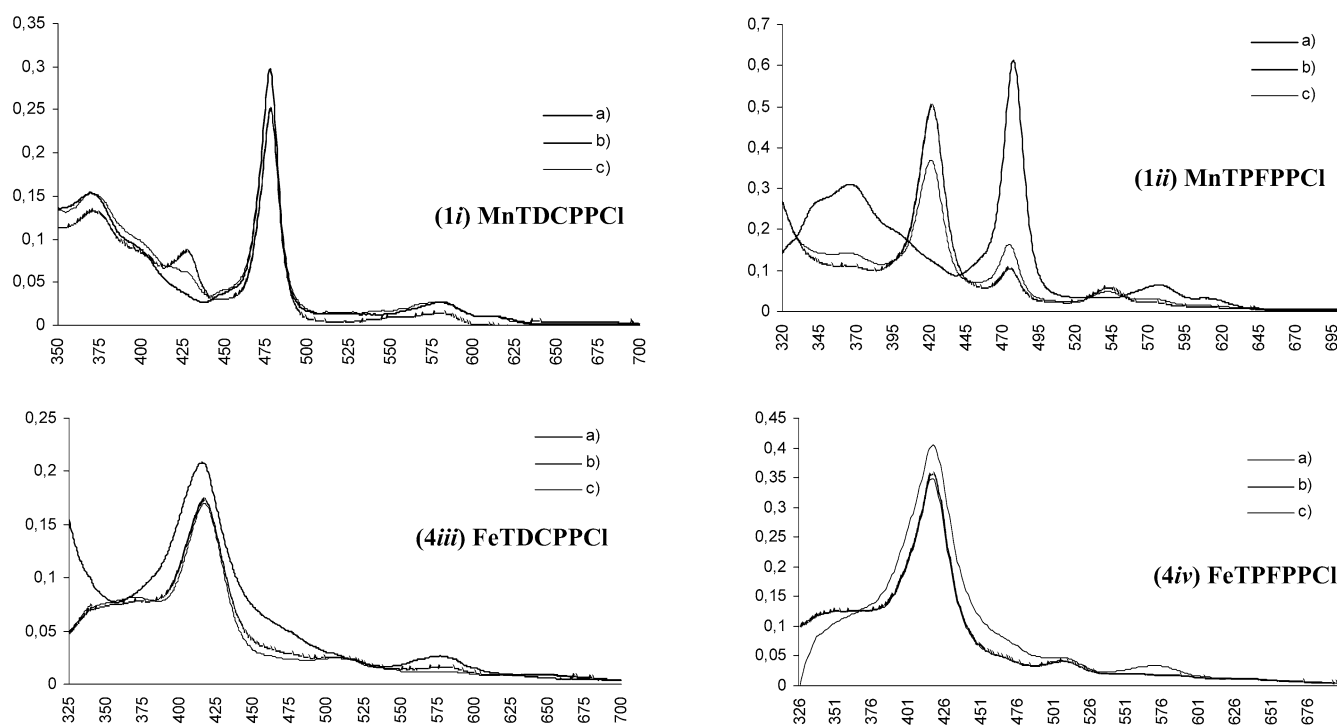 0,35
0,3
0,25
0,2
0,15
0,1
0,05
0
350 375 400 425 450 475 500 525 550 575 600 625 650 675 700
a)
b)
c)
(1i) MnTDCPPCl
0,7
0,6
0,5
0,4
0,3
0,2
0,1
0
320 345 370 395 420 445 470 495 520 545 570 595 620 645 670 695
a)
b)
c)
(1ii) MnTPFPPCl
0,25
0,2
0,15
0,1
0,05
0
325 350 375 400 425 450 475 500 525 550 575 600 625 650 675 700
a)
b)
c)
(4iii) FeTDCPPCl
0,45
0,4
0,35
0,3
0,25
0,2
0,15
0,1
0,05
0
326 351 376 401 426 451 476 501 526 551 576 601 626 651 676
a)
b)
c)
(4iv) FeTPFPPCl